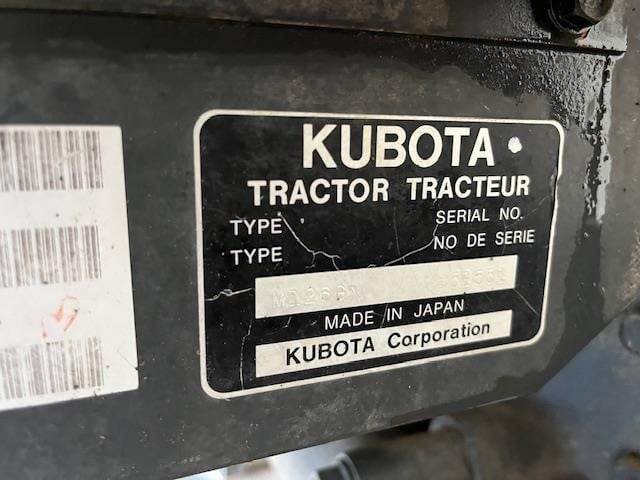 KUBOTA
TRACTOR TRACTEUR
TYPE SERIAL NO.
TYPE NO DE SERIE
MADE IN JAPAN
KUBOTA Corporation